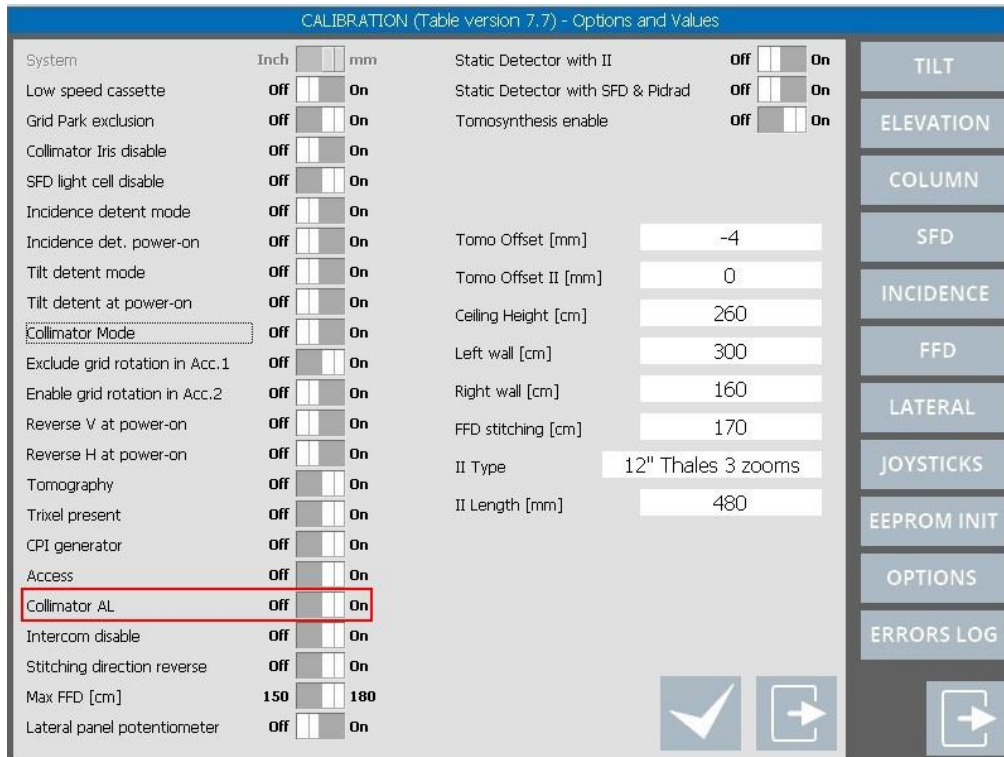 CALIBRATION (Table version 7.7) - Options and Values
System Inch mm
Low speed cassette Off On
Grid Park exclusion Off On
Collimator Iris disable Off On
SFD light cell disable Off On
Incidence detent mode Off On
Incidence det. power-on Off On
Tilt detent mode Off On
Tilt detent at power-on Off On
Collimator Mode Off On
Exclude grid rotation in Acc.1 Off On
Enable grid rotation in Acc.2 Off On
Reverse V at power-on Off On
Reverse H at power-on Off On
Tomography Off On
Trixel present Off On
CPI generator Off On
Access Off On
Collimator AL Off On
Intercom disable Off On
Stitching direction reverse Off On
Max FFD [cm] 150 180
Lateral panel potentiometer Off On
Static Detector with II Off On
Static Detector with SFD & Pidrad Off On
Tomosynthesis enable Off On
Tomo Offset [mm] -4
Tomo Offset II [mm] 0
Ceiling Height [cm] 260
Left wall [cm] 300
Right wall [cm] 160
FFD stitching [cm] 170
II Type 12" Thales 3 zooms
II Length [mm] 480
TILT
ELEVATION
COLUMN
SFD
INCIDENCE
FFD
LATERAL
JOYSTICKS
EEPROM INIT
OPTIONS
ERRORS LOG